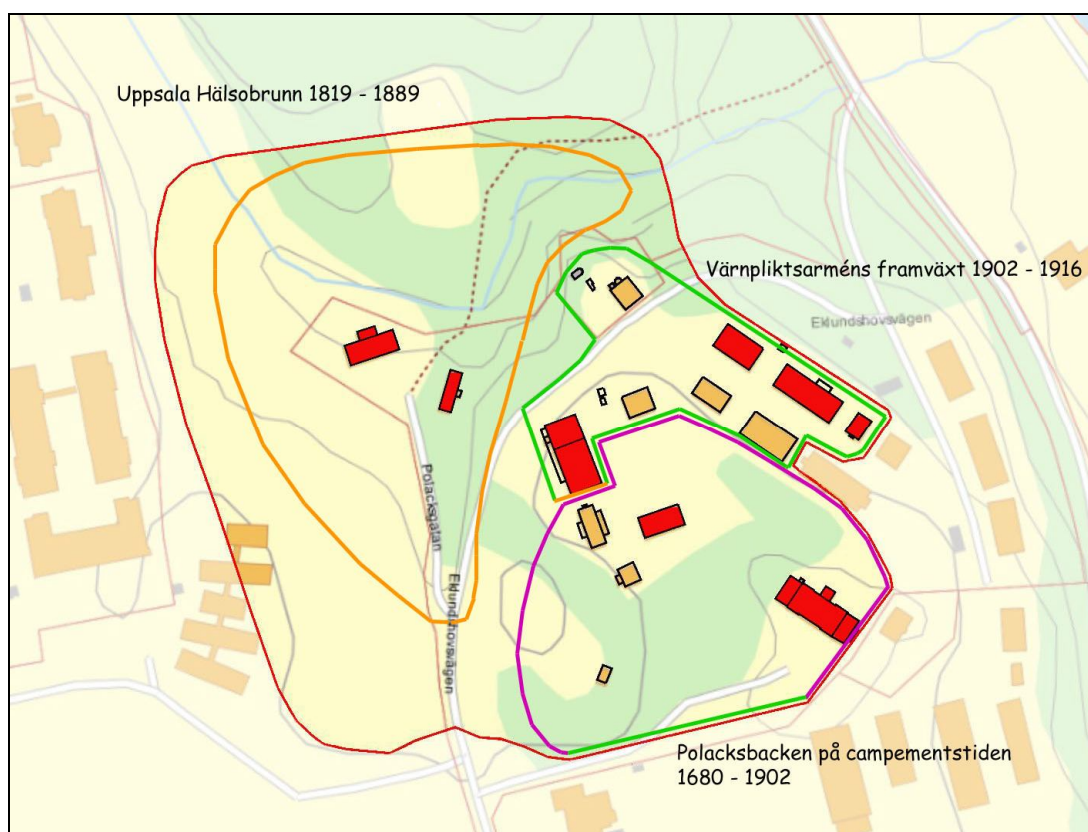 Uppsala Hälsobrunn 1819 - 1889
Värnpliktsarméns framväxt 1902 - 1916
Eklundshovsvägen
Polacksgatan
Eklundshovsvägen
Polacksbacken på campementstiden
1680 - 1902